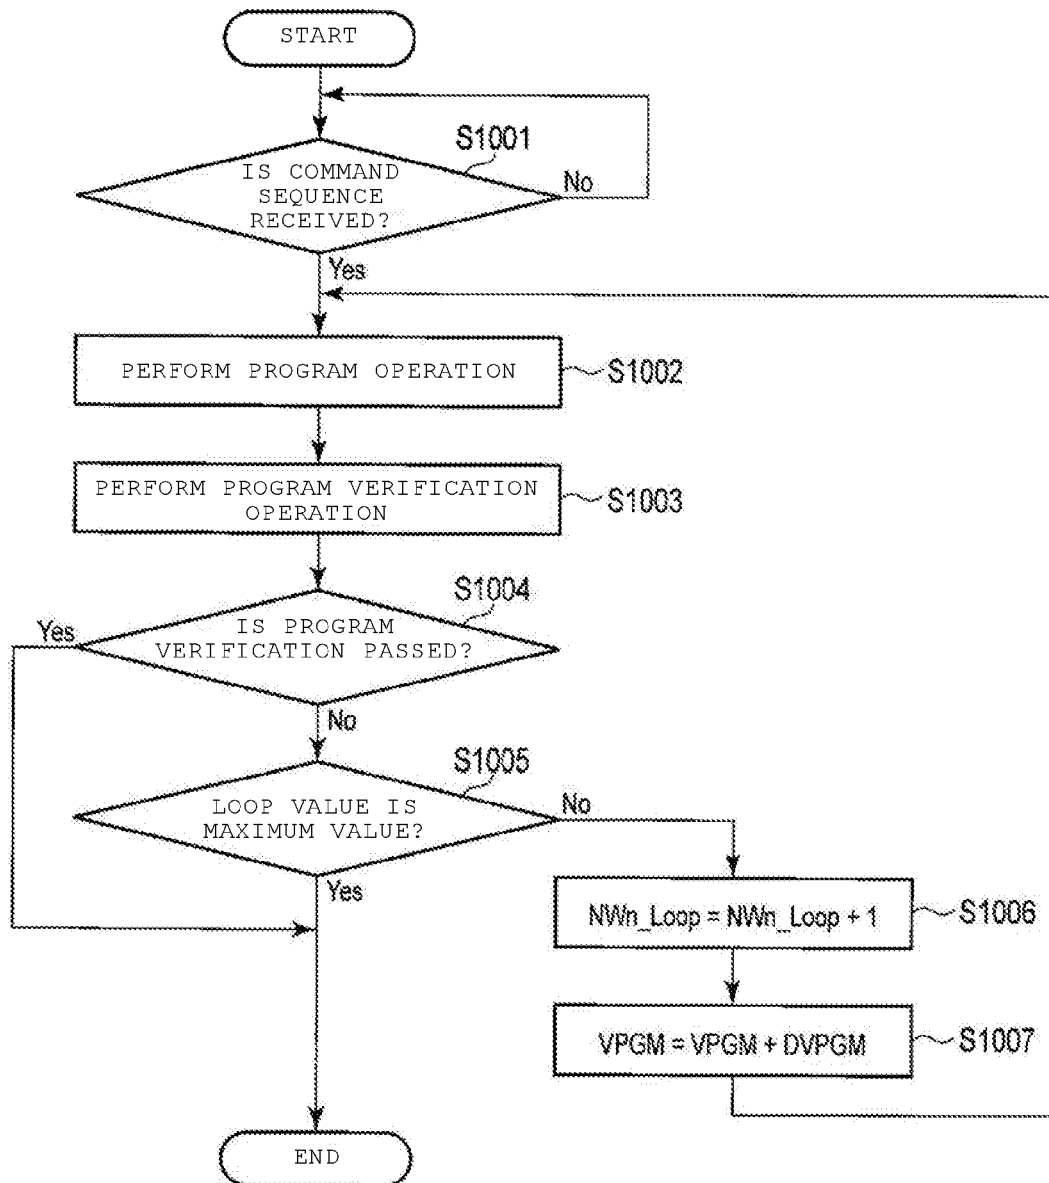 START
S1001
IS COMMAND
SEQUENCE
RECEIVED?
No
Yes
PERFORM PROGRAM OPERATION
S1002
PERFORM PROGRAM VERIFICATION
OPERATION
S1003
S1004
Yes
IS PROGRAM
VERIFICATION PASSED?
No
S1005
LOOP VALUE IS
MAXIMUM VALUE?
No
Yes
NWn_Loop = NWn_Loop + 1
S1006
VPGM = VPGM + DVPGM
S1007
END